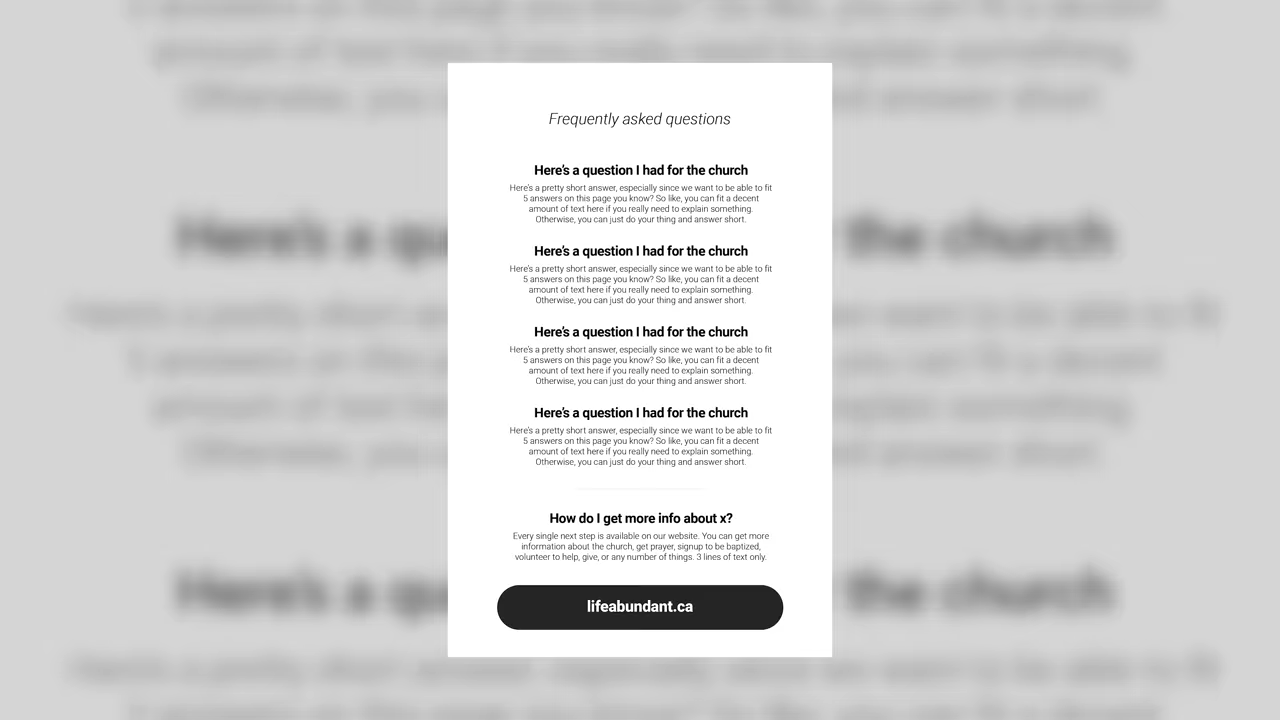 Frequently asked questions
Here's a question I had for the church
Here's a pretty short answer, especially since we want to be able to fit
5 answers on this page you know? So like, you can fit a decent
amount of text here if you really need to explain something.
Otherwise, you can just do your thing and answer short.
Here's a question I had for the church
Here's a pretty short answer, especially since we want to be able to fit
5 answers on this page you know? So like, you can fit a decent
amount of text here if you really need to explain something.
Otherwise, you can just do your thing and answer short.
Here's a question I had for the church
Here's a pretty short answer, especially since we want to be able to fit
5 answers on this page you know? So like, you can fit a decent
amount of text here if you really need to explain something.
Otherwise, you can just do your thing and answer short.
Here's a question I had for the church
Here's a pretty short answer, especially since we want to be able to fit
5 answers on this page you know? So like, you can fit a decent
amount of text here if you really need to explain something.
Otherwise, you can just do your thing and answer short.
How do I get more info about x?
Every single next step is available on our website. You can get more
information about the church, get prayer, signup to be baptized,
volunteer to help, give, or any number of things. 3 lines of text only.
lifeabundant.ca